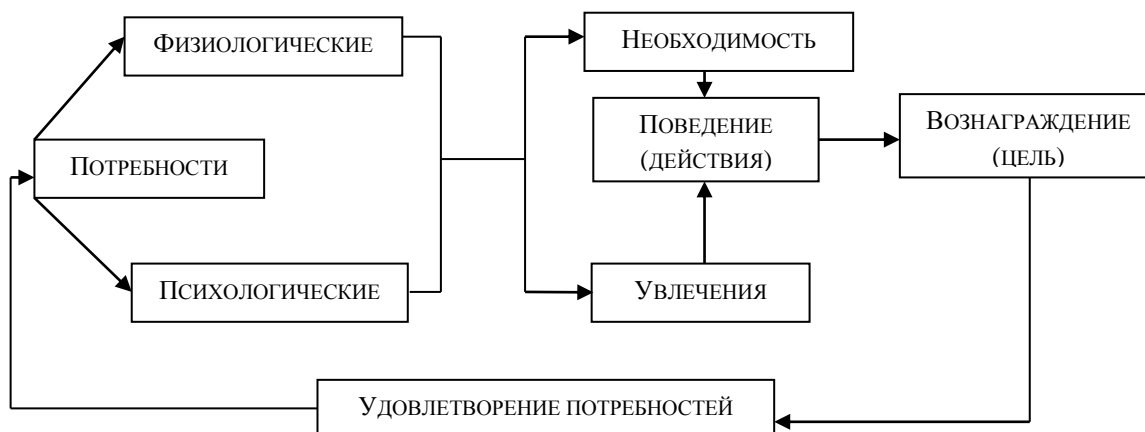 ФИЗИОЛОГИЧЕСКИЕ
НЕОБХОДИМОСТЬ
ПОТРЕБНОСТИ
ПОВЕДЕНИЕ
(ДЕЙСТВИЯ)
ВОЗНАГРАЖДЕНИЕ
(ЦЕЛЬ)
ПСИХОЛОГИЧЕСКИЕ
УВЛЕЧЕНИЯ
УДОВЛЕТВОРЕНИЕ ПОТРЕБНОСТЕЙ